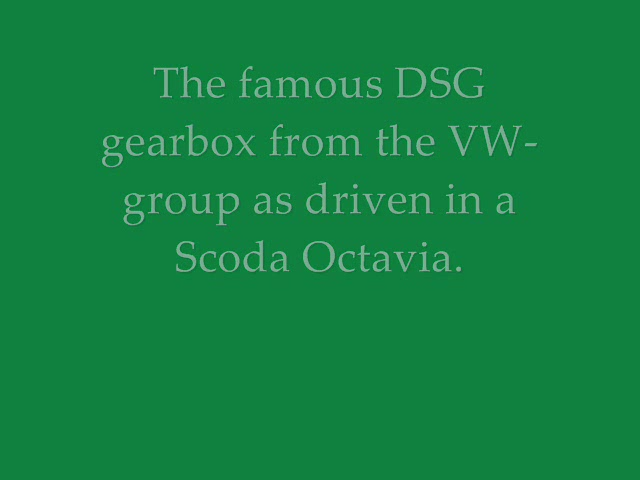 The famous DSG
gearbox from the VW-
group as driven in a
Scoda Octavia.